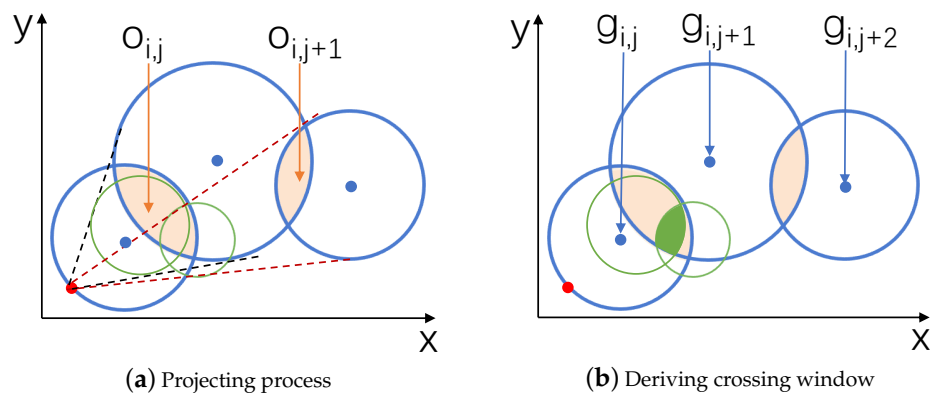 y
o_{i,j}
o_{i,j+1}
x
(a) Projecting process
y
g_{i,j}
g_{i,j+1}
g_{i,j+2}
x
(b) Deriving crossing window